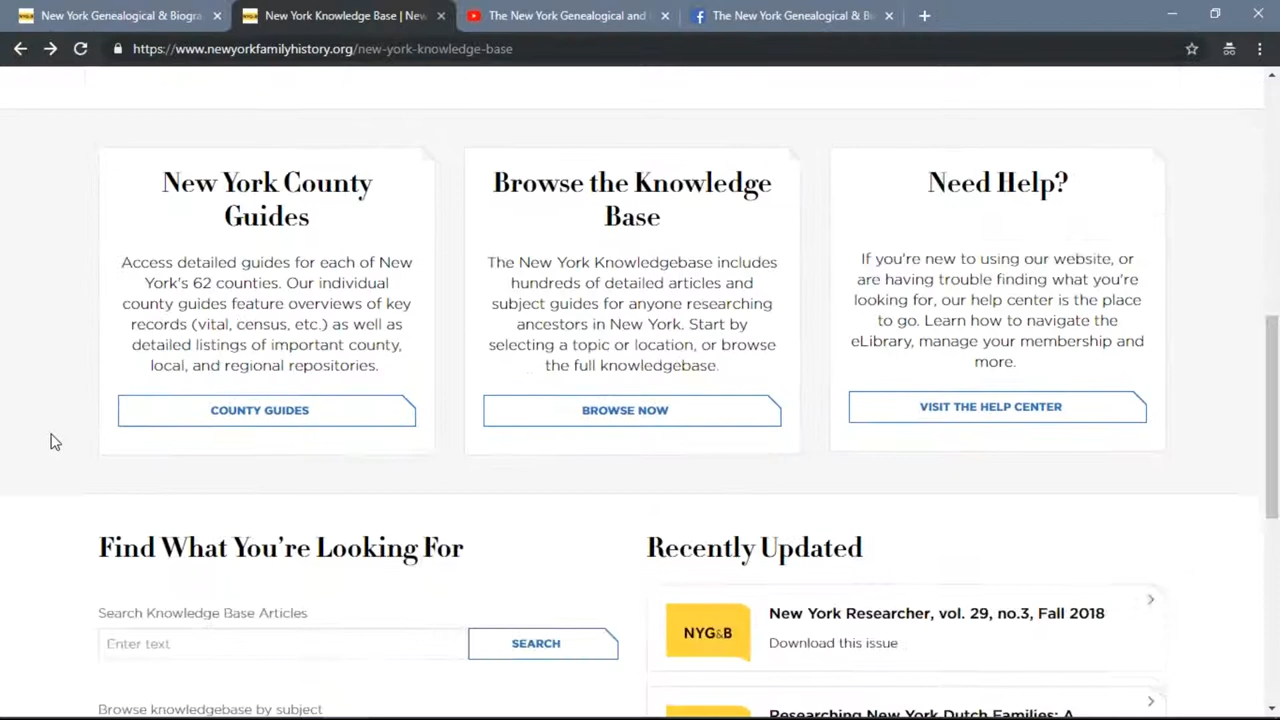 New York Genealogical & Biogra
New York Knowledge Base | New
The New York Genealogical and
The New York Genealogical & Bi
https://www.newyorkfamilyhistory.org/new-york-knowledge-base
New York County
Guides
Access detailed guides for each of New
York's 62 counties. Our individual
county guides feature overviews of key
records (vital, census, etc.) as well as
detailed listings of important county,
local, and regional repositories.
COUNTY GUIDES
Browse the Knowledge
Base
The New York Knowledgebase includes
hundreds of detailed articles and
subject guides for anyone researching
ancestors in New York. Start by
selecting a topic or location, or browse
the full knowledgebase.
BROWSE NOW
Need Help?
If you're new to using our website, or
are having trouble finding what you're
looking for, our help center is the place
to go. Learn how to navigate the
eLibrary, manage your membership and
more.
VISIT THE HELP CENTER
Find What You're Looking For
Search Knowledge Base Articles
Enter text
SEARCH
Browse knowledgebase by subject
Recently Updated
NYG&B
New York Researcher, vol. 29, no.3, Fall 2018
Download this issue
Researching New York Dutch Families: A